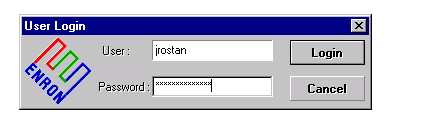 User Login
User : jrostan Login
ENRON
Password : ************** Cancel